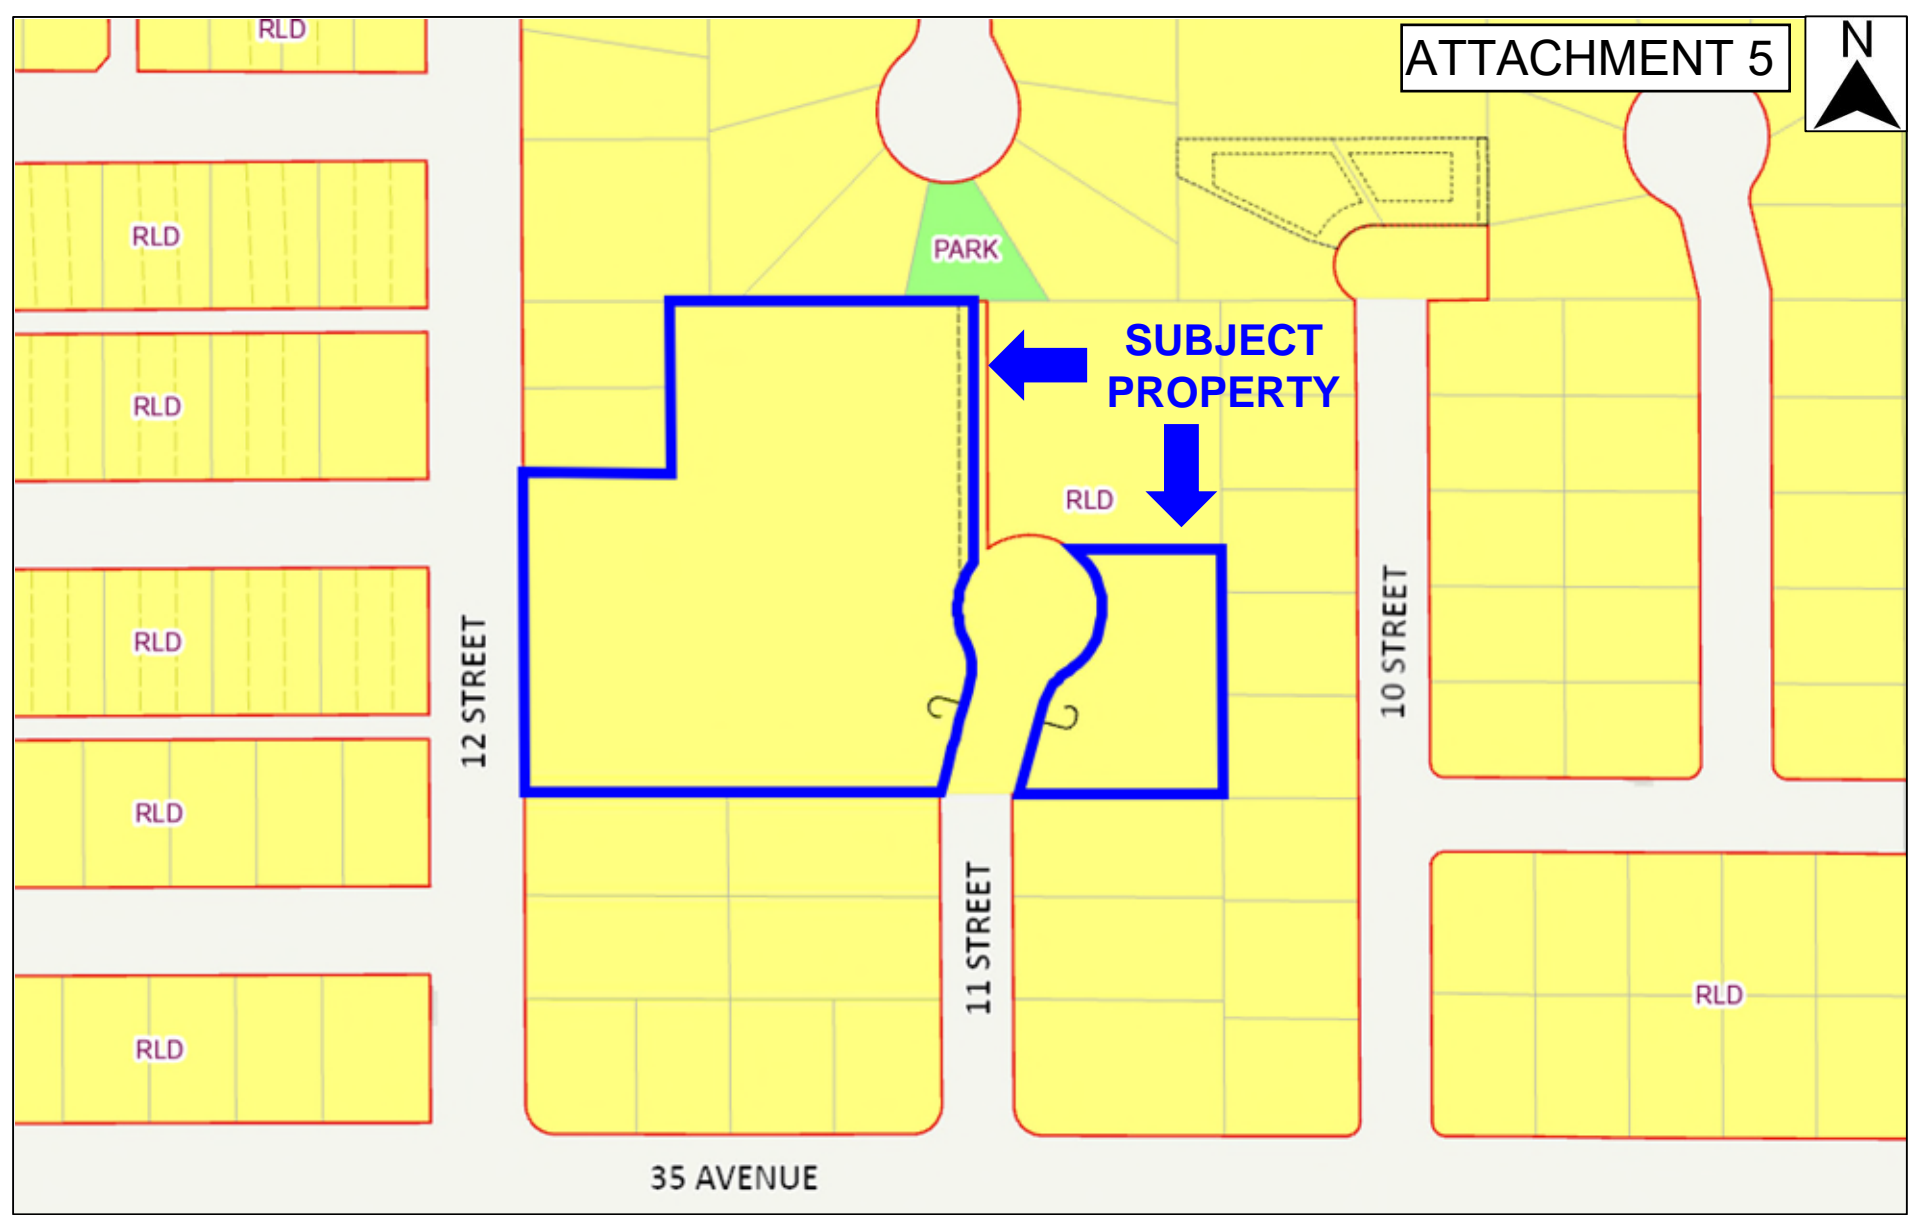 RLD
ATTACHMENT 5
N
RLD
PARK
SUBJECT
PROPERTY
RLD
RLD
RLD
12 STREET
10 STREET
RLD
11 STREET
RLD
RLD
35 AVENUE